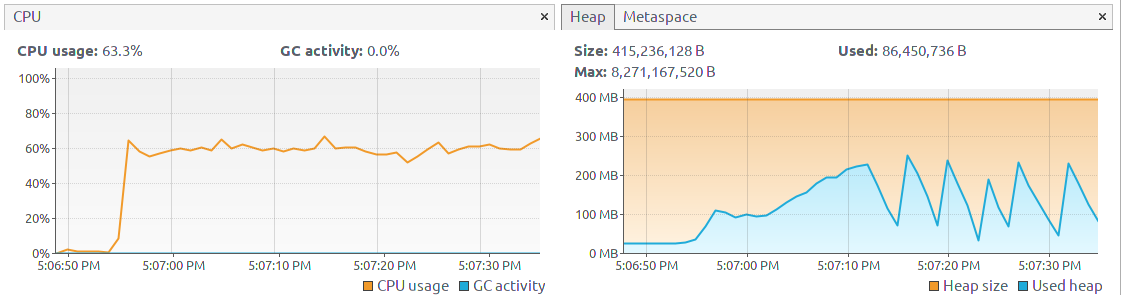 CPU ×
CPU usage: 63.3% GC activity: 0.0%
100%
80%
60%
40%
20%
0%
5:06:50 PM 5:07:00 PM 5:07:10 PM 5:07:20 PM 5:07:30 PM
CPU usage GC activity
Heap Metaspace ×
Size: 415,236,128 B Used: 86,450,736 B
Max: 8,271,167,520 B
400 MB
300 MB
200 MB
100 MB
0 MB
5:06:50 PM 5:07:00 PM 5:07:10 PM 5:07:20 PM 5:07:30 PM
Heap size Used heap